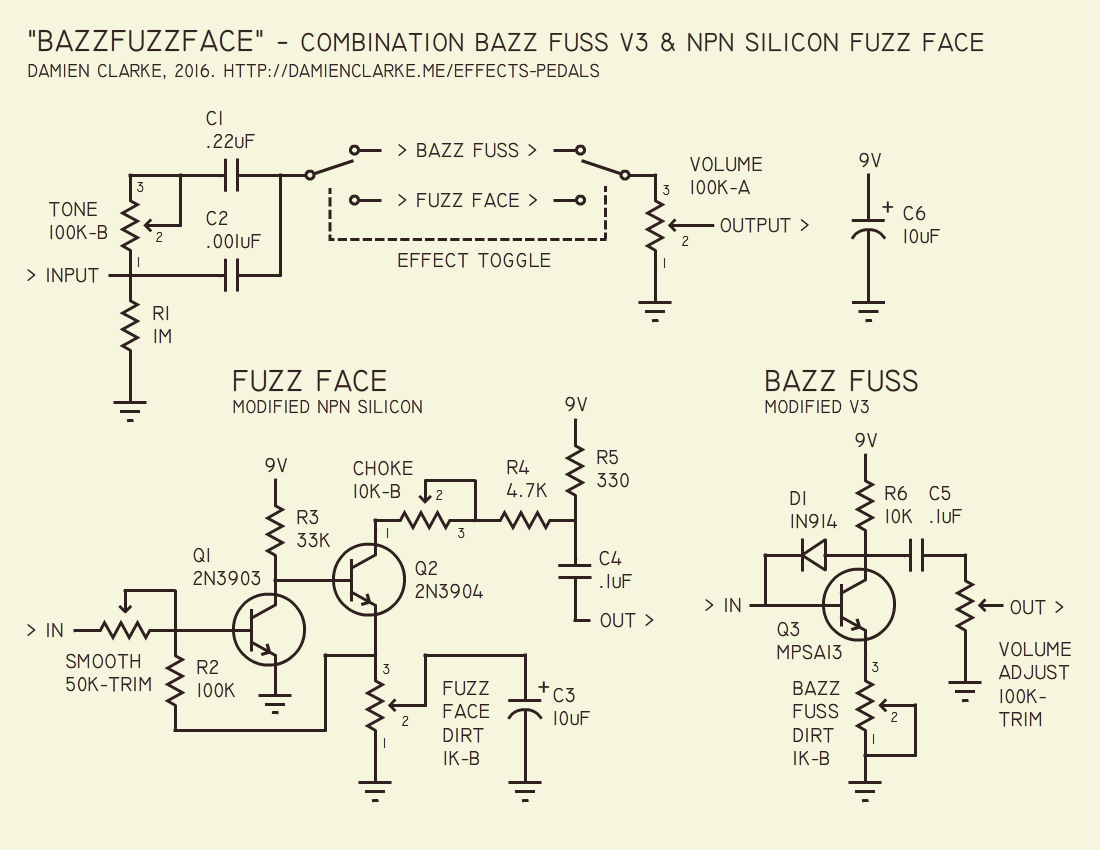 "BAZZFUZZFACE" - COMBINATION BAZZ FUSS V3 & NPN SILICON FUZZ FACE
DAMIEN CLARKE, 2016. HTTP://DAMIENCLARKE.ME/EFFECTS-PEDALS
C1
.22uF
3
TONE
100K-B
2
1
C2
.001uF
> INPUT
R1
1M
> BAZZ FUSS >
> FUZZ FACE >
EFFECT TOGGLE
VOLUME
100K-A
3
2
1
OUTPUT >
9V
+
C6
10uF
FUZZ FACE
MODIFIED NPN SILICON
9V
R3
33K
CHOKE
10K-B
2
1
3
R4
4.7K
9V
R5
330
Q1
2N3903
Q2
2N3904
C4
.1uF
OUT >
> IN
SMOOTH
50K-TRIM
R2
100K
3
2
1
FUZZ
FACE
DIRT
1K-B
+
C3
10uF
BAZZ FUSS
MODIFIED V3
9V
R6
10K
C5
.1uF
D1
1N914
> IN
Q3
MPSA13
OUT >
VOLUME
ADJUST
100K-
TRIM
BAZZ
FUSS
DIRT
1K-B
3
2
1